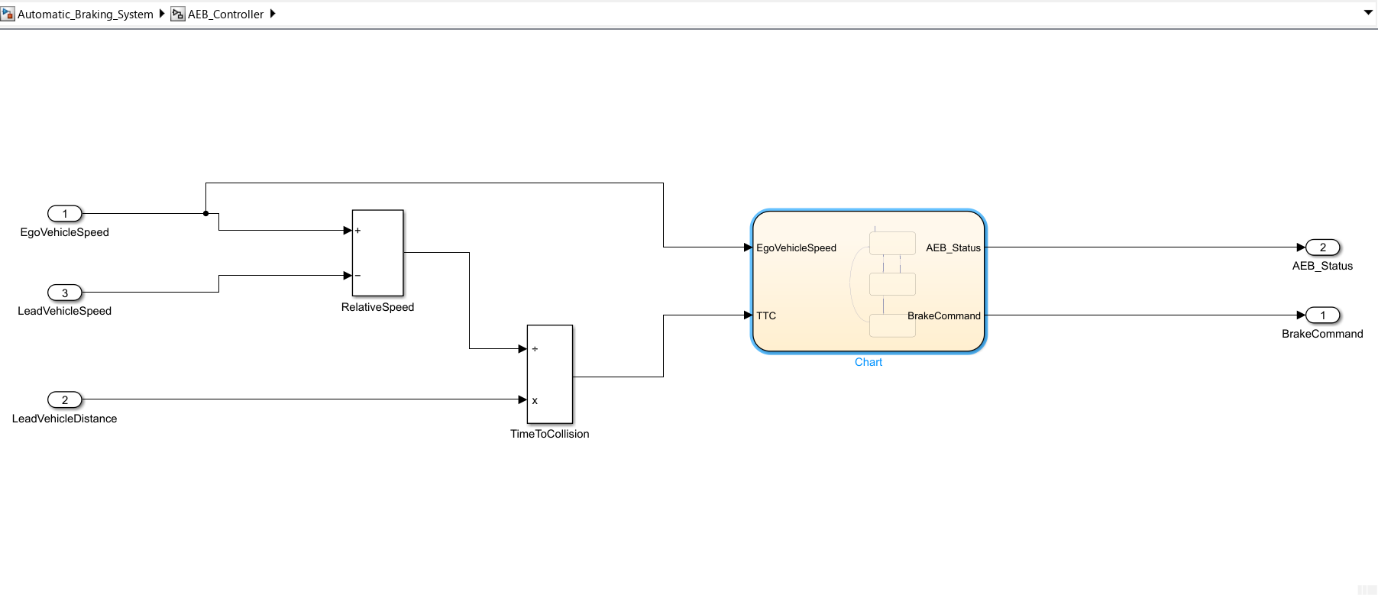 Automatic_Braking_System AEB_Controller
1
EgoVehicleSpeed
3
LeadVehicleSpeed
2
LeadVehicleDistance
+
−
RelativeSpeed
÷
x
TimeToCollision
EgoVehicleSpeed
TTC
AEB_Status
BrakeCommand
Chart
2
AEB_Status
1
BrakeCommand